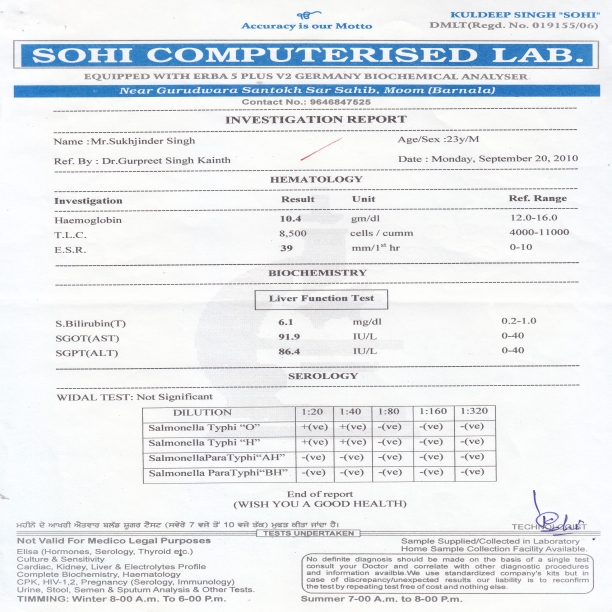 ੴ
Accuracy is our Motto
KULDEEP SINGH "SOHI"
DMLT(Regd. No. 019155/06)
SOHI COMPUTERISED LAB.
EQUIPPED WITH ERBA 5 PLUS V2 GERMANY BIOCHEMICAL ANALYSER
Near Gurudwara Santokh Sar Sahib, Moom (Barnala)
Contact No.: 9646847525
INVESTIGATION REPORT
Name :Mr.Sukhjinder Singh Age/Sex :23y/M
Ref. By : Dr.Gurpreet Singh Kainth Date : Monday, September 20, 2010
HEMATOLOGY
Investigation Result Unit Ref. Range
Haemoglobin 10.4 gm/dl 12.0-16.0
T.L.C. 8,500 cells / cumm 4000-11000
E.S.R. 39 mm/1st hr 0-10
BIOCHEMISTRY
Liver Function Test
S.Bilirubin(T) 6.1 mg/dl 0.2-1.0
SGOT(AST) 91.9 IU/L 0-40
SGPT(ALT) 86.4 IU/L 0-40
SEROLOGY
WIDAL TEST: Not Significant
DILUTION 1:20 1:40 1:80 1:160 1:320
Salmonella Typhi "O" +(ve) +(ve) -(ve) -(ve) -(ve)
Salmonella Typhi "H" +(ve) +(ve) -(ve) -(ve) -(ve)
SalmonellaParaTyphi"AH" -(ve) -(ve) -(ve) -(ve) -(ve)
Salmonella ParaTyphi"BH" -(ve) -(ve) -(ve) -(ve) -(ve)
End of report
(WISH YOU A GOOD HEALTH)
ਮਹੀਨੇ ਦੇ ਆਖਰੀ ਐਤਵਾਰ ਬਲੱਡ ਸ਼ੂਗਰ ਟੈਸਟ (ਸਵੇਰੇ 7 ਵਜੇ ਤੋਂ 10 ਵਜੇ ਤੱਕ) ਮੁਫਤ ਕੀਤਾ ਜਾਂਦਾ ਹੈ।
TECHNOLOGIST
TESTS UNDERTAKEN
Not Valid For Medico Legal Purposes
Elisa (Hormones, Serology, Thyroid etc.)
Culture & Sensitivity
Cardiac, Kidney, Liver & Electrolytes Profile
Complete Biochemistry, Haematology
CPK, HIV-1,2, Pregnancy (Serology, Immunology)
Urine, Stool, Semen & Sputum Analysis & Other Tests.
TIMMING: Winter 8-00 A.m. to 6-00 P.m.
Sample Supplied/Collected in Laboratory
Home Sample Collection Facility Available.
No definite diagnosis should be made on the basis of a single test
consult your Doctor and correlate with other diagnostic procedures
and information avalible.We use standardized company's kits but in
case of discrepancy/unexpected results our liability is to reconfirm
the test by repeating test free of cost and nothing else.
Summer 7-00 A.m. to 8-00 P.m.